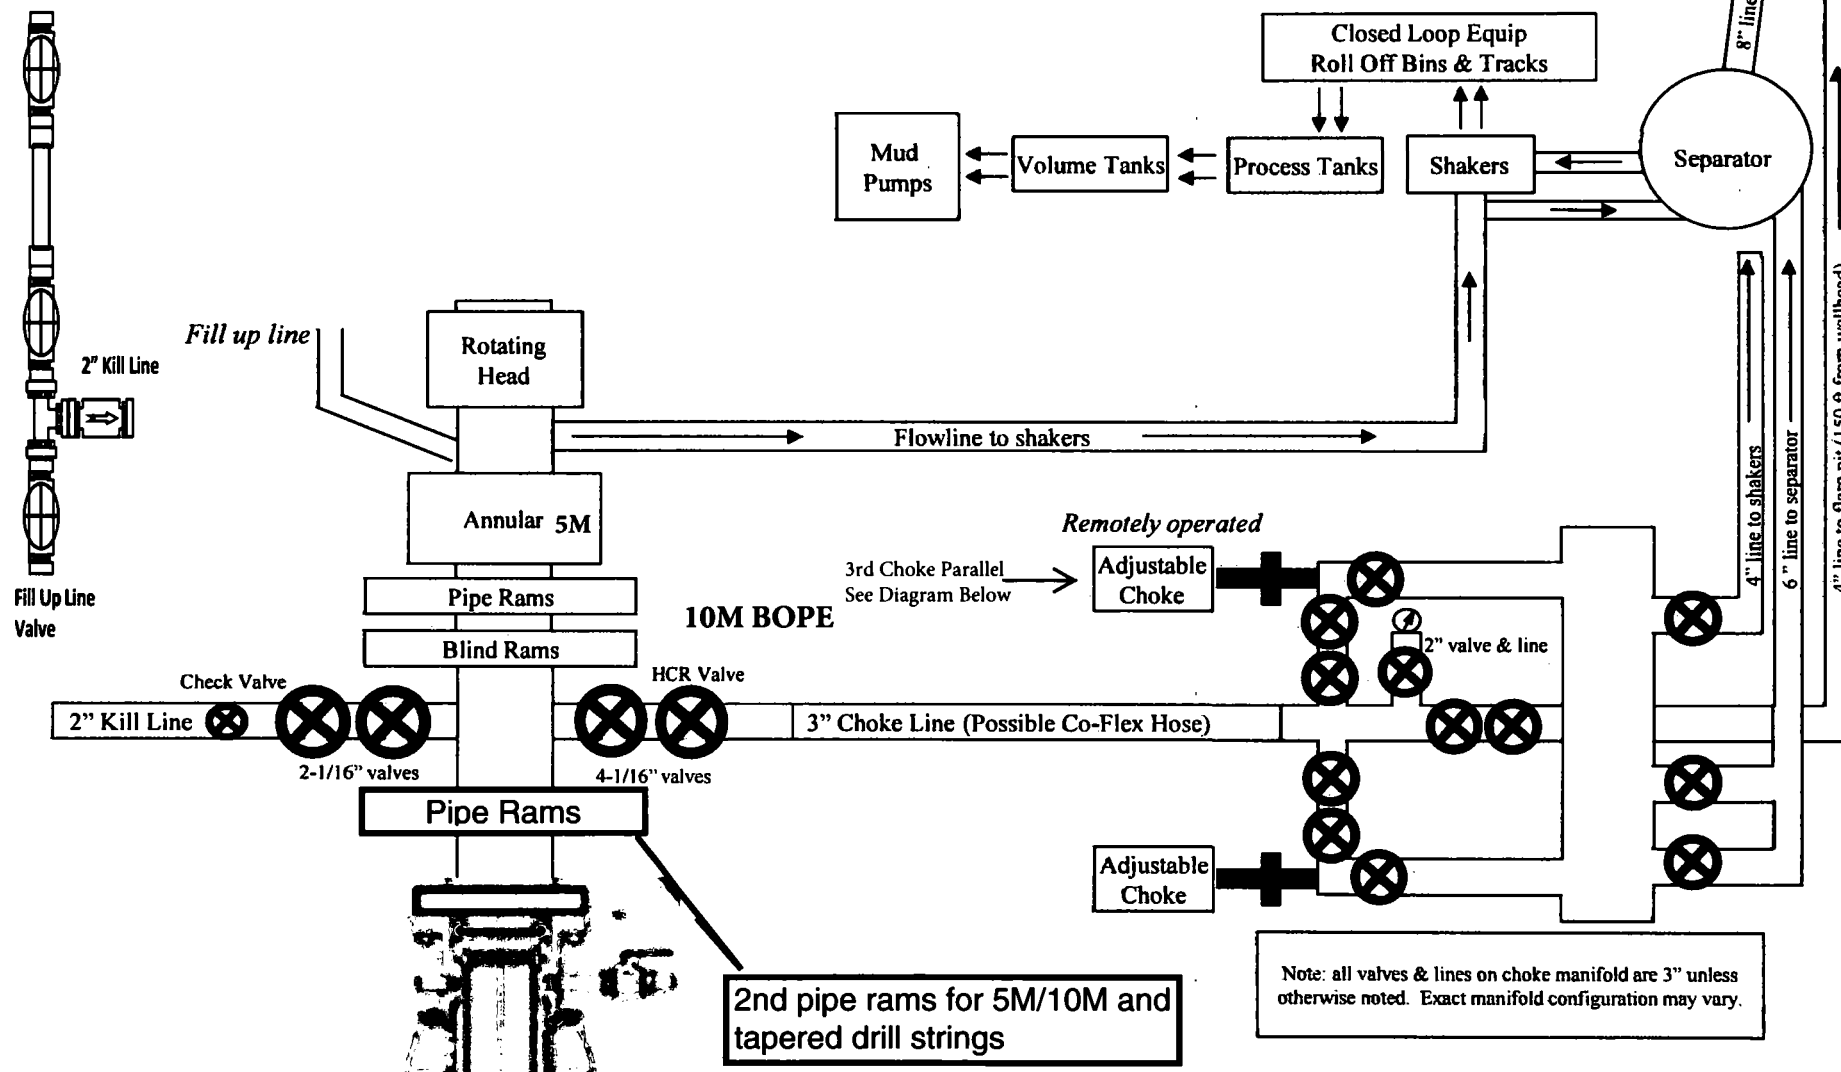 8" line
Closed Loop Equip
Roll Off Bins & Tracks
Mud
Pumps
Volume Tanks
Process Tanks
Shakers
Separator
Fill up line
Rotating
Head
2" Kill Line
Flowline to shakers
Annular 5M
Remotely operated
3rd Choke Parallel
See Diagram Below
Adjustable
Choke
4" line to shakers
6" line to separator
Fill Up Line
Valve
Pipe Rams
10M BOPE
Blind Rams
2" valve & line
Check Valve
HCR Valve
2" Kill Line
3" Choke Line (Possible Co-Flex Hose)
2-1/16" valves
4-1/16" valves
Pipe Rams
Adjustable
Choke
2nd pipe rams for 5M/10M and
tapered drill strings
Note: all valves & lines on choke manifold are 3" unless
otherwise noted. Exact manifold configuration may vary.